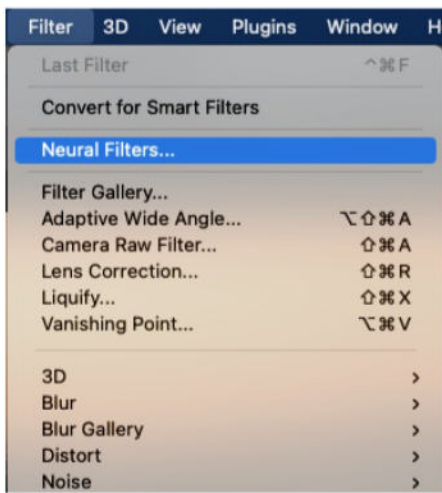 Filter 3D View Plugins Window H
Last Filter ^⌘F
Convert for Smart Filters
Neural Filters...
Filter Gallery...
Adaptive Wide Angle... ⌥⇧⌘A
Camera Raw Filter... ⇧⌘A
Lens Correction... ⇧⌘R
Liquify... ⇧⌘X
Vanishing Point... ⌥⌘V
3D >
Blur >
Blur Gallery >
Distort >
Noise >